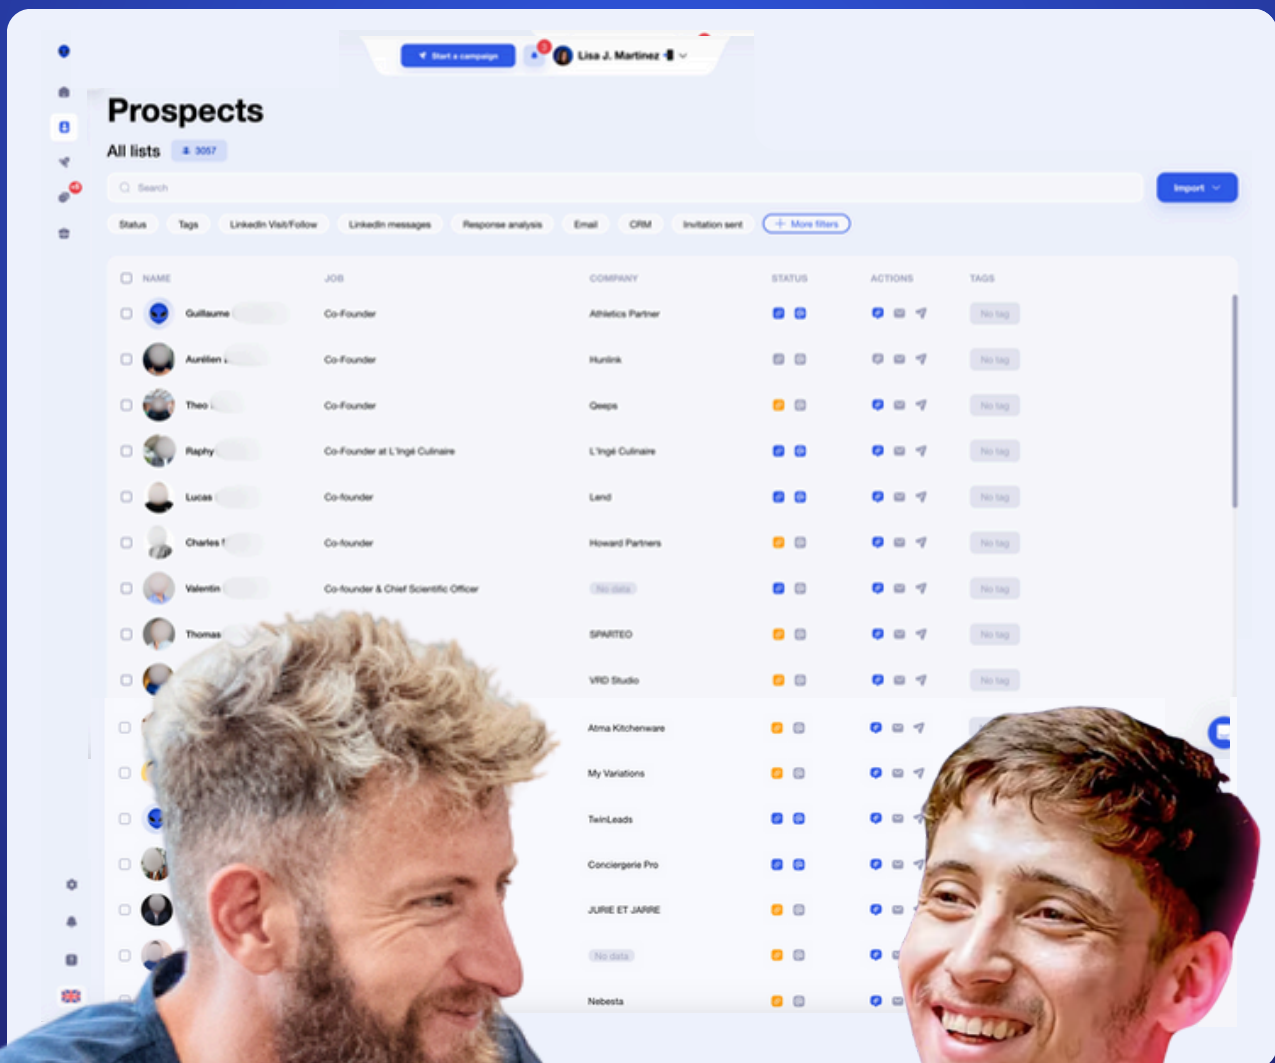 Start a campaign 3 Lisa J. Martinez
Prospects
All lists 3057
Search Import
Status Tags LinkedIn Visit/Follow LinkedIn messages Response analysis Email CRM Invitation sent More filters
NAME JOB COMPANY STATUS ACTIONS TAGS
Guillaume Co-Founder Athletics Partner No tag
Aurélien Co-Founder Hunlink No tag
Theo Co-Founder Qeeps No tag
Raphy Co-Founder at L'Ingé Culinaire L'Ingé Culinaire No tag
Lucas Co-founder Lend No tag
Charles Co-founder Howard Partners No tag
Valentin Co-founder & Chief Scientific Officer No data No tag
Thomas SPARTEO No tag
VRD Studio No tag
Atma Kitchenware
My Variations
TwinLeads
Conciergerie Pro
JURIE ET JARRE
No data
Nebesta